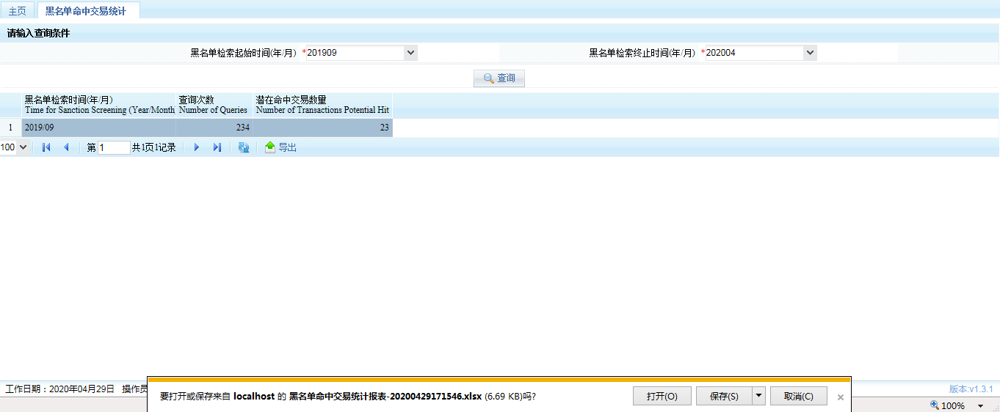 主页 黑名单命中交易统计
请输入查询条件
黑名单检索起始时间(年/月) *201909 黑名单检索终止时间(年/月) *202004
查询
黑名单检索时间(年/月) 查询次数 潜在命中交易数量
Time for Sanction Screening (Year/Month Number of Queries Number of Transactions Potential Hit
1 2019/09 234 23
100 第 1 共1页1记录 导出
工作日期：2020年04月29日 操作员 版本:v1.3.1
要打开或保存来自 localhost 的 黑名单命中交易统计报表-20200429171546.xlsx (6.69 KB)吗? 打开(O) 保存(S) 取消(C) ×
100%